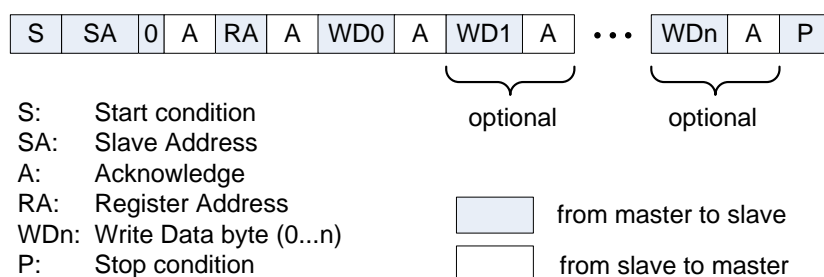 S SA 0 A RA A WD0 A WD1 A ••• WDn A P
optional optional
S: Start condition
SA: Slave Address
A: Acknowledge
RA: Register Address
WDn: Write Data byte (0...n)
P: Stop condition
from master to slave
from slave to master